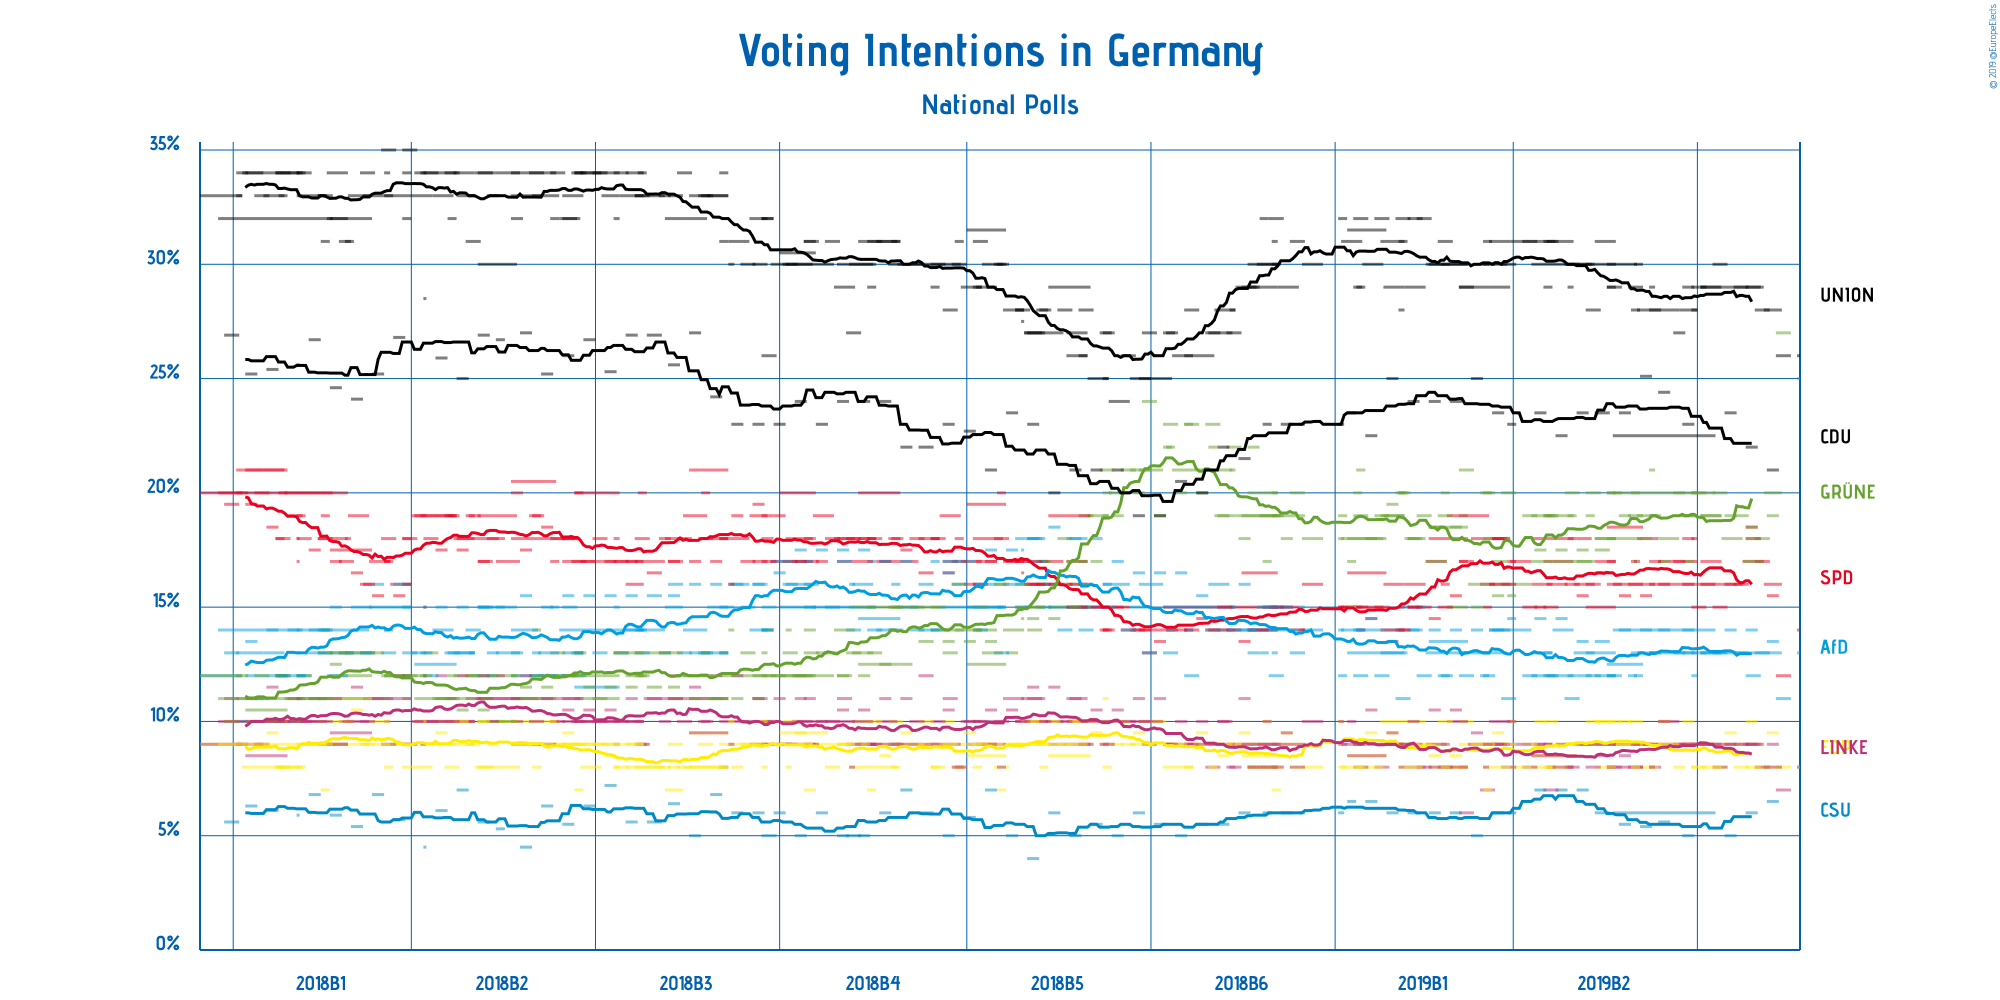 Voting Intentions in Germany
National Polls
© 2019 @EuropeElects
35%
30%
25%
20%
15%
10%
5%
0%
UNION
CDU
GRÜNE
SPD
AfD
LINKE
CSU
2018B1 2018B2 2018B3 2018B4 2018B5 2018B6 2019B1 2019B2